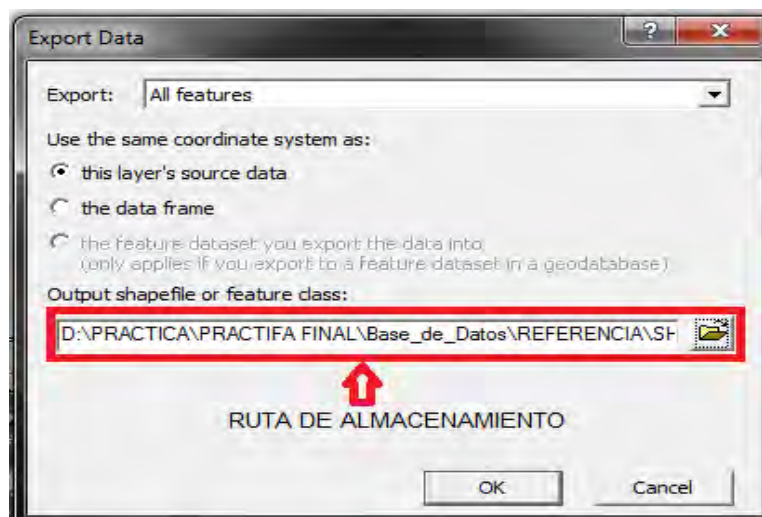 Export Data
?
X
Export: All features
Use the same coordinate system as:
this layer's source data
the data frame
the feature dataset you export the data into
(only applies if you export to a feature dataset in a geodatabase)
Output shapefile or feature class:
D:\PRACTICA\PRACTIFA FINAL\Base_de_Datos\REFERENCIA\SH
RUTA DE ALMACENAMIENTO
OK Cancel